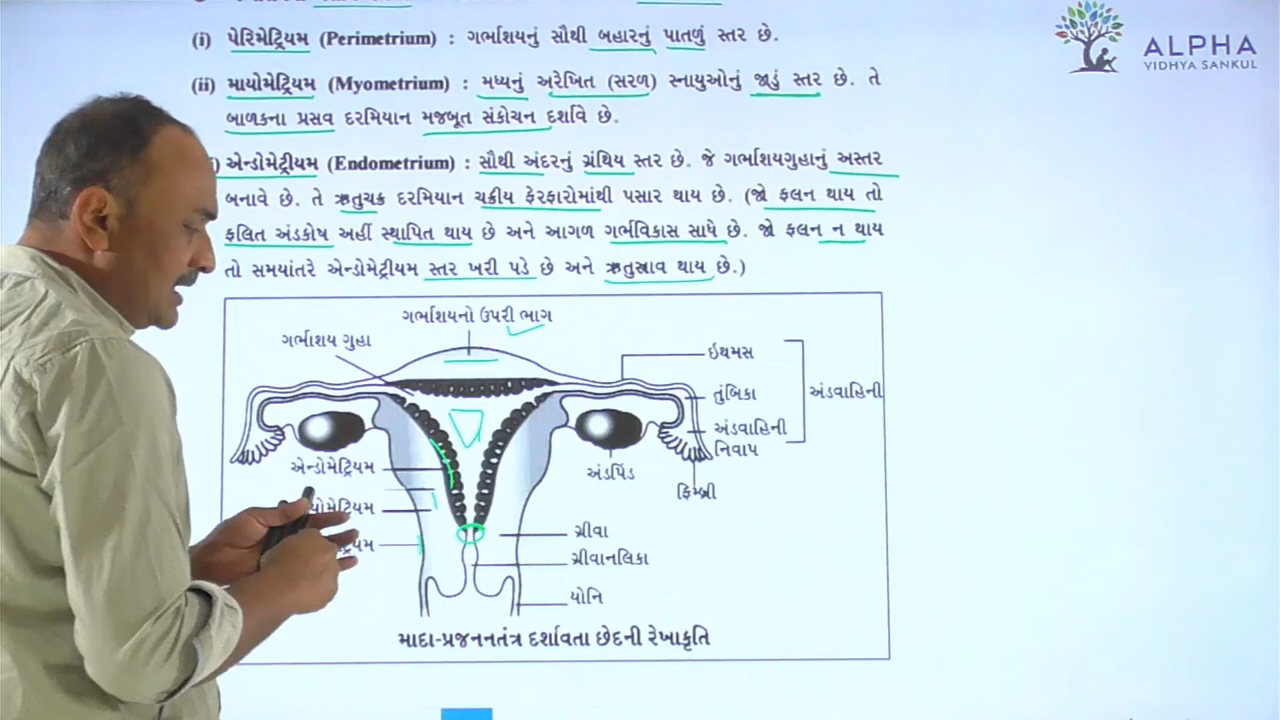 (i) પેરિમેટ્રિયમ (Perimetrium) : ગર્ભાશયનું સૌથી બહારનું પાતળું સ્તર છે.
(ii) માયોમેટ્રિયમ (Myometrium) : મધ્યનું અરેખિત (સરળ) સ્નાયુઓનું જાડું સ્તર છે. તે
બાળકના પ્રસવ દરમિયાન મજબૂત સંકોચન દર્શાવે છે.
) એન્ડોમેટ્રીયમ (Endometrium) : સૌથી અંદરનું ગ્રંથિય સ્તર છે. જે ગર્ભાશયગુહાનું અસ્તર
બનાવે છે. તે ઋતુચક્ર દરમિયાન ચક્રીય ફેરફારોમાંથી પસાર થાય છે. (જો ફલન થાય તો
ફલિત અંડકોષ અહીં સ્થાપિત થાય છે અને આગળ ગર્ભવિકાસ સાધે છે. જો ફલન ન થાય
તો સમયાંતરે એન્ડોમેટ્રીયમ સ્તર ખરી પડે છે અને ઋતુસ્ત્રાવ થાય છે.)
ALPHA
VIDHYA SANKUL
ગર્ભાશયનો ઉપરી ભાગ
ગર્ભાશય ગુહા
ઇથમસ
તુંબિકા
અંડવાહિની
અંડવાહિની
નિવાપ
એન્ડોમેટ્રિયમ
અંડપિંડ
ફિમ્બ્રી
યોમેટ્રિયમ
ગ્રીવા
ટ્રિયમ
ગ્રીવાનલિકા
યોનિ
માદા-પ્રજનનતંત્ર દર્શાવતા છેદની રેખાકૃતિ